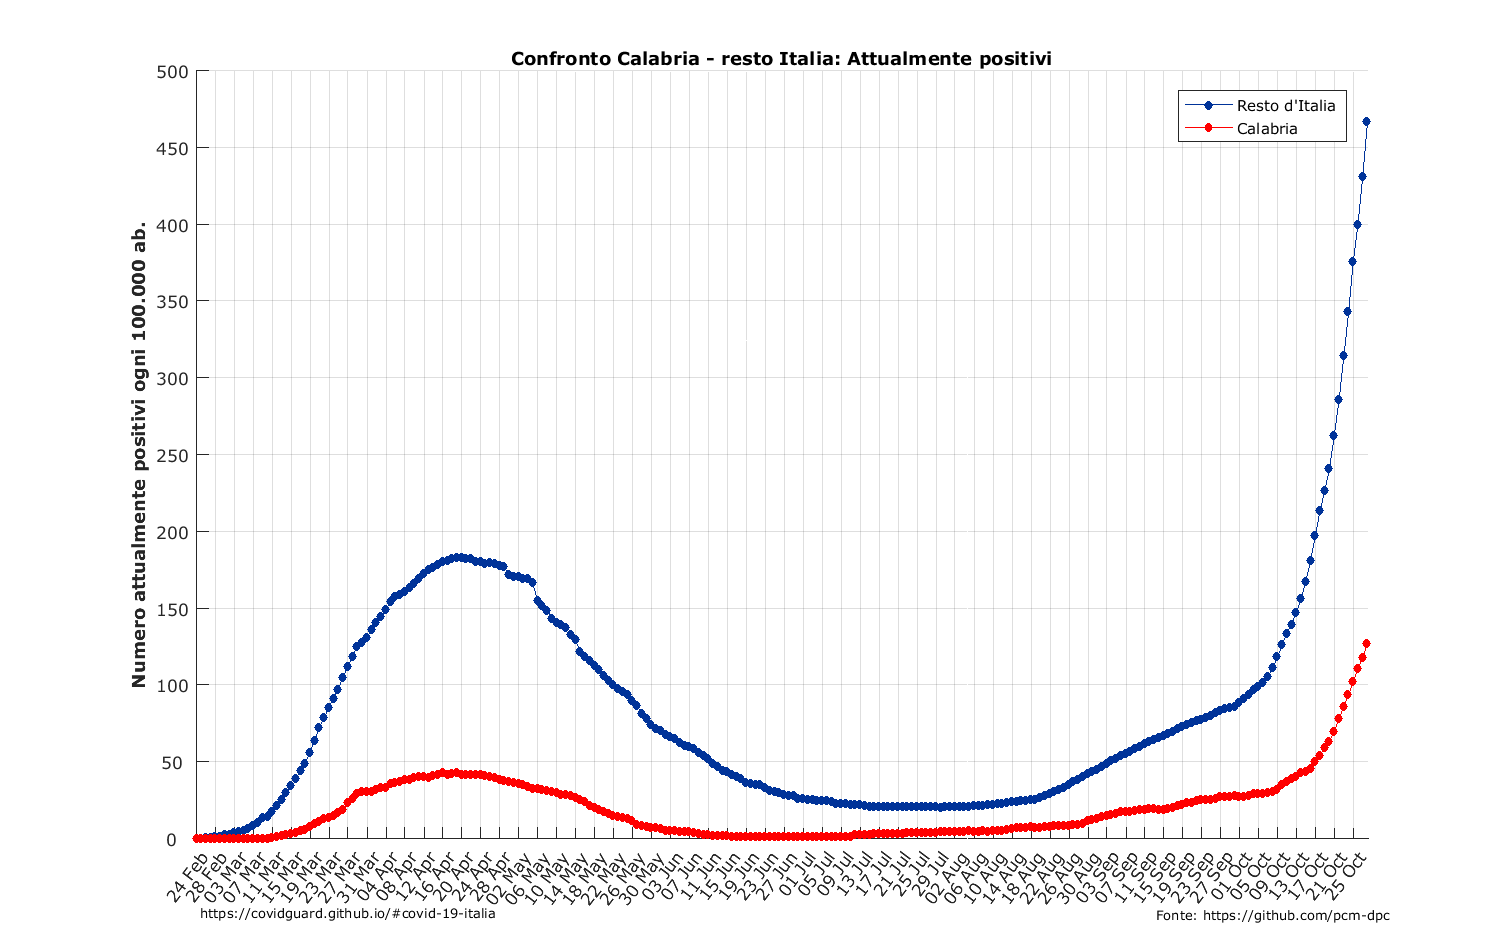 Confronto Calabria - resto Italia: Attualmente positivi
Resto d'Italia
Calabria
Numero attualmente positivi ogni 100.000 ab.
500
450
400
350
300
250
200
150
100
50
0
24 Feb
28 Feb
03 Mar
07 Mar
11 Mar
15 Mar
19 Mar
23 Mar
27 Mar
31 Mar
04 Apr
08 Apr
12 Apr
16 Apr
20 Apr
24 Apr
28 Apr
02 May
06 May
10 May
14 May
18 May
22 May
26 May
30 May
03 Jun
07 Jun
11 Jun
15 Jun
19 Jun
23 Jun
27 Jun
01 Jul
05 Jul
09 Jul
13 Jul
17 Jul
21 Jul
25 Jul
29 Jul
02 Aug
06 Aug
10 Aug
14 Aug
18 Aug
22 Aug
26 Aug
30 Aug
03 Sep
07 Sep
11 Sep
15 Sep
19 Sep
23 Sep
27 Sep
01 Oct
05 Oct
09 Oct
13 Oct
17 Oct
21 Oct
25 Oct
https://covidguard.github.io/#covid-19-italia
Fonte: https://github.com/pcm-dpc